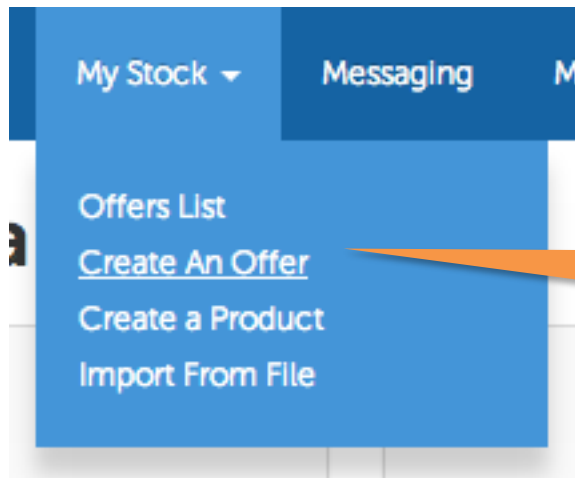 My Stock Messaging M
a
Offers List
Create An Offer
Create a Product
Import From File